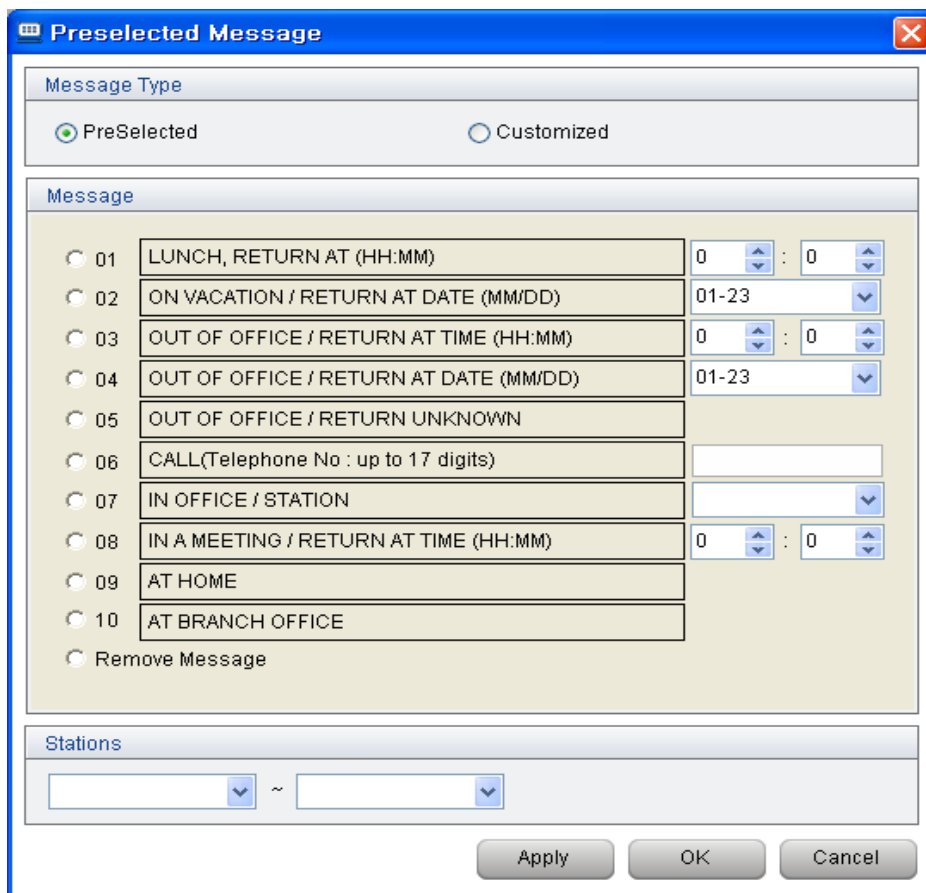 Preselected Message
Message Type
PreSelected Customized
Message
01 LUNCH, RETURN AT (HH:MM) 0 : 0
02 ON VACATION / RETURN AT DATE (MM/DD) 01-23
03 OUT OF OFFICE / RETURN AT TIME (HH:MM) 0 : 0
04 OUT OF OFFICE / RETURN AT DATE (MM/DD) 01-23
05 OUT OF OFFICE / RETURN UNKNOWN
06 CALL(Telephone No : up to 17 digits)
07 IN OFFICE / STATION
08 IN A MEETING / RETURN AT TIME (HH:MM) 0 : 0
09 AT HOME
10 AT BRANCH OFFICE
Remove Message
Stations
~
Apply OK Cancel